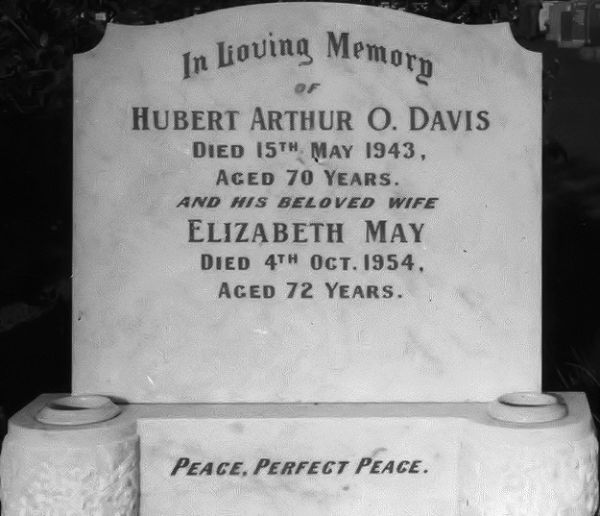 In Loving Memory
OF
HUBERT ARTHUR O. DAVIS
DIED 15TH MAY 1943,
AGED 70 YEARS.
AND HIS BELOVED WIFE
ELIZABETH MAY
DIED 4TH OCT. 1954,
AGED 72 YEARS.
PEACE, PERFECT PEACE.